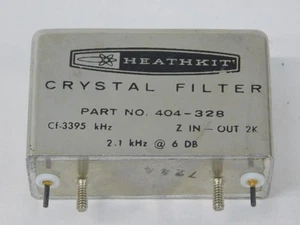 HEATHKIT
CRYSTAL FILTER
PART NO. 404-328
Cf-3395 kHz Z IN-OUT 2K
2.1 kHz @ 6 DB